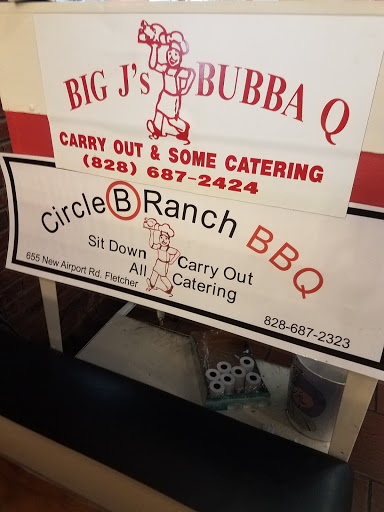 BIG J's BUBBA Q
CARRY OUT & SOME CATERING
(828) 687-2424
Circle B Ranch BBQ
Sit Down Carry Out
All Catering
655 New Airport Rd. Fletcher
828-687-2323